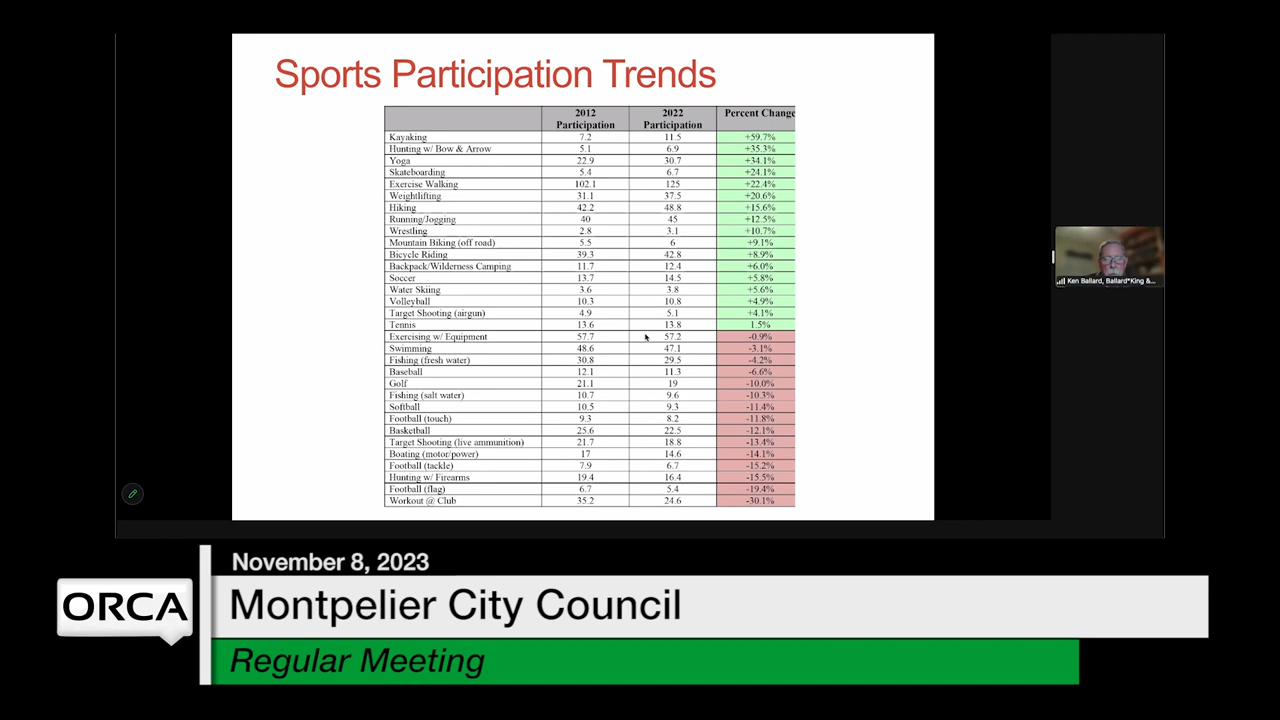 Sports Participation Trends
2012 Participation 2022 Participation Percent Change
Kayaking 7.2 11.5 +59.7%
Hunting w/ Bow & Arrow 5.1 6.9 +35.3%
Yoga 22.9 30.7 +34.1%
Skateboarding 5.4 6.7 +24.1%
Exercise Walking 102.1 125 +22.4%
Weightlifting 31.1 37.5 +20.6%
Hiking 42.2 48.8 +15.6%
Running/Jogging 40 45 +12.5%
Wrestling 2.8 3.1 +10.7%
Mountain Biking (off road) 5.5 6 +9.1%
Bicycle Riding 39.3 42.8 +8.9%
Backpack/Wilderness Camping 11.7 12.4 +6.0%
Soccer 13.7 14.5 +5.8%
Water Skiing 3.6 3.8 +5.6%
Volleyball 10.3 10.8 +4.9%
Target Shooting (airgun) 4.9 5.1 +4.1%
Tennis 13.6 13.8 1.5%
Exercising w/ Equipment 57.7 57.2 -0.9%
Swimming 48.6 47.1 -3.1%
Fishing (fresh water) 30.8 29.5 -4.2%
Baseball 12.1 11.3 -6.6%
Golf 21.1 19 -10.0%
Fishing (salt water) 10.7 9.6 -10.3%
Softball 10.5 9.3 -11.4%
Football (touch) 9.3 8.2 -11.8%
Basketball 25.6 22.5 -12.1%
Target Shooting (live ammunition) 21.7 18.8 -13.4%
Boating (motor/power) 17 14.6 -14.1%
Football (tackle) 7.9 6.7 -15.2%
Hunting w/ Firearms 19.4 16.4 -15.5%
Football (flag) 6.7 5.4 -19.4%
Workout @ Club 35.2 24.6 -30.1%
Ken Ballard, Ballard*King &...
November 8, 2023
ORCA
Montpelier City Council
Regular Meeting